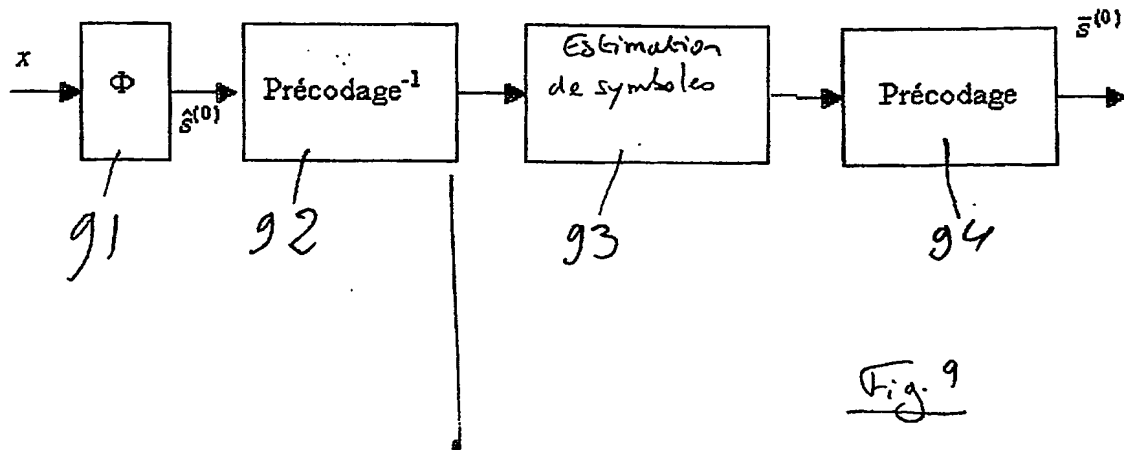 x
Φ
ŝ⁽⁰⁾
Précodage⁻¹
Estimation
de symboles
Précodage
s̄⁽⁰⁾
91
92
93
94
Fig. 9